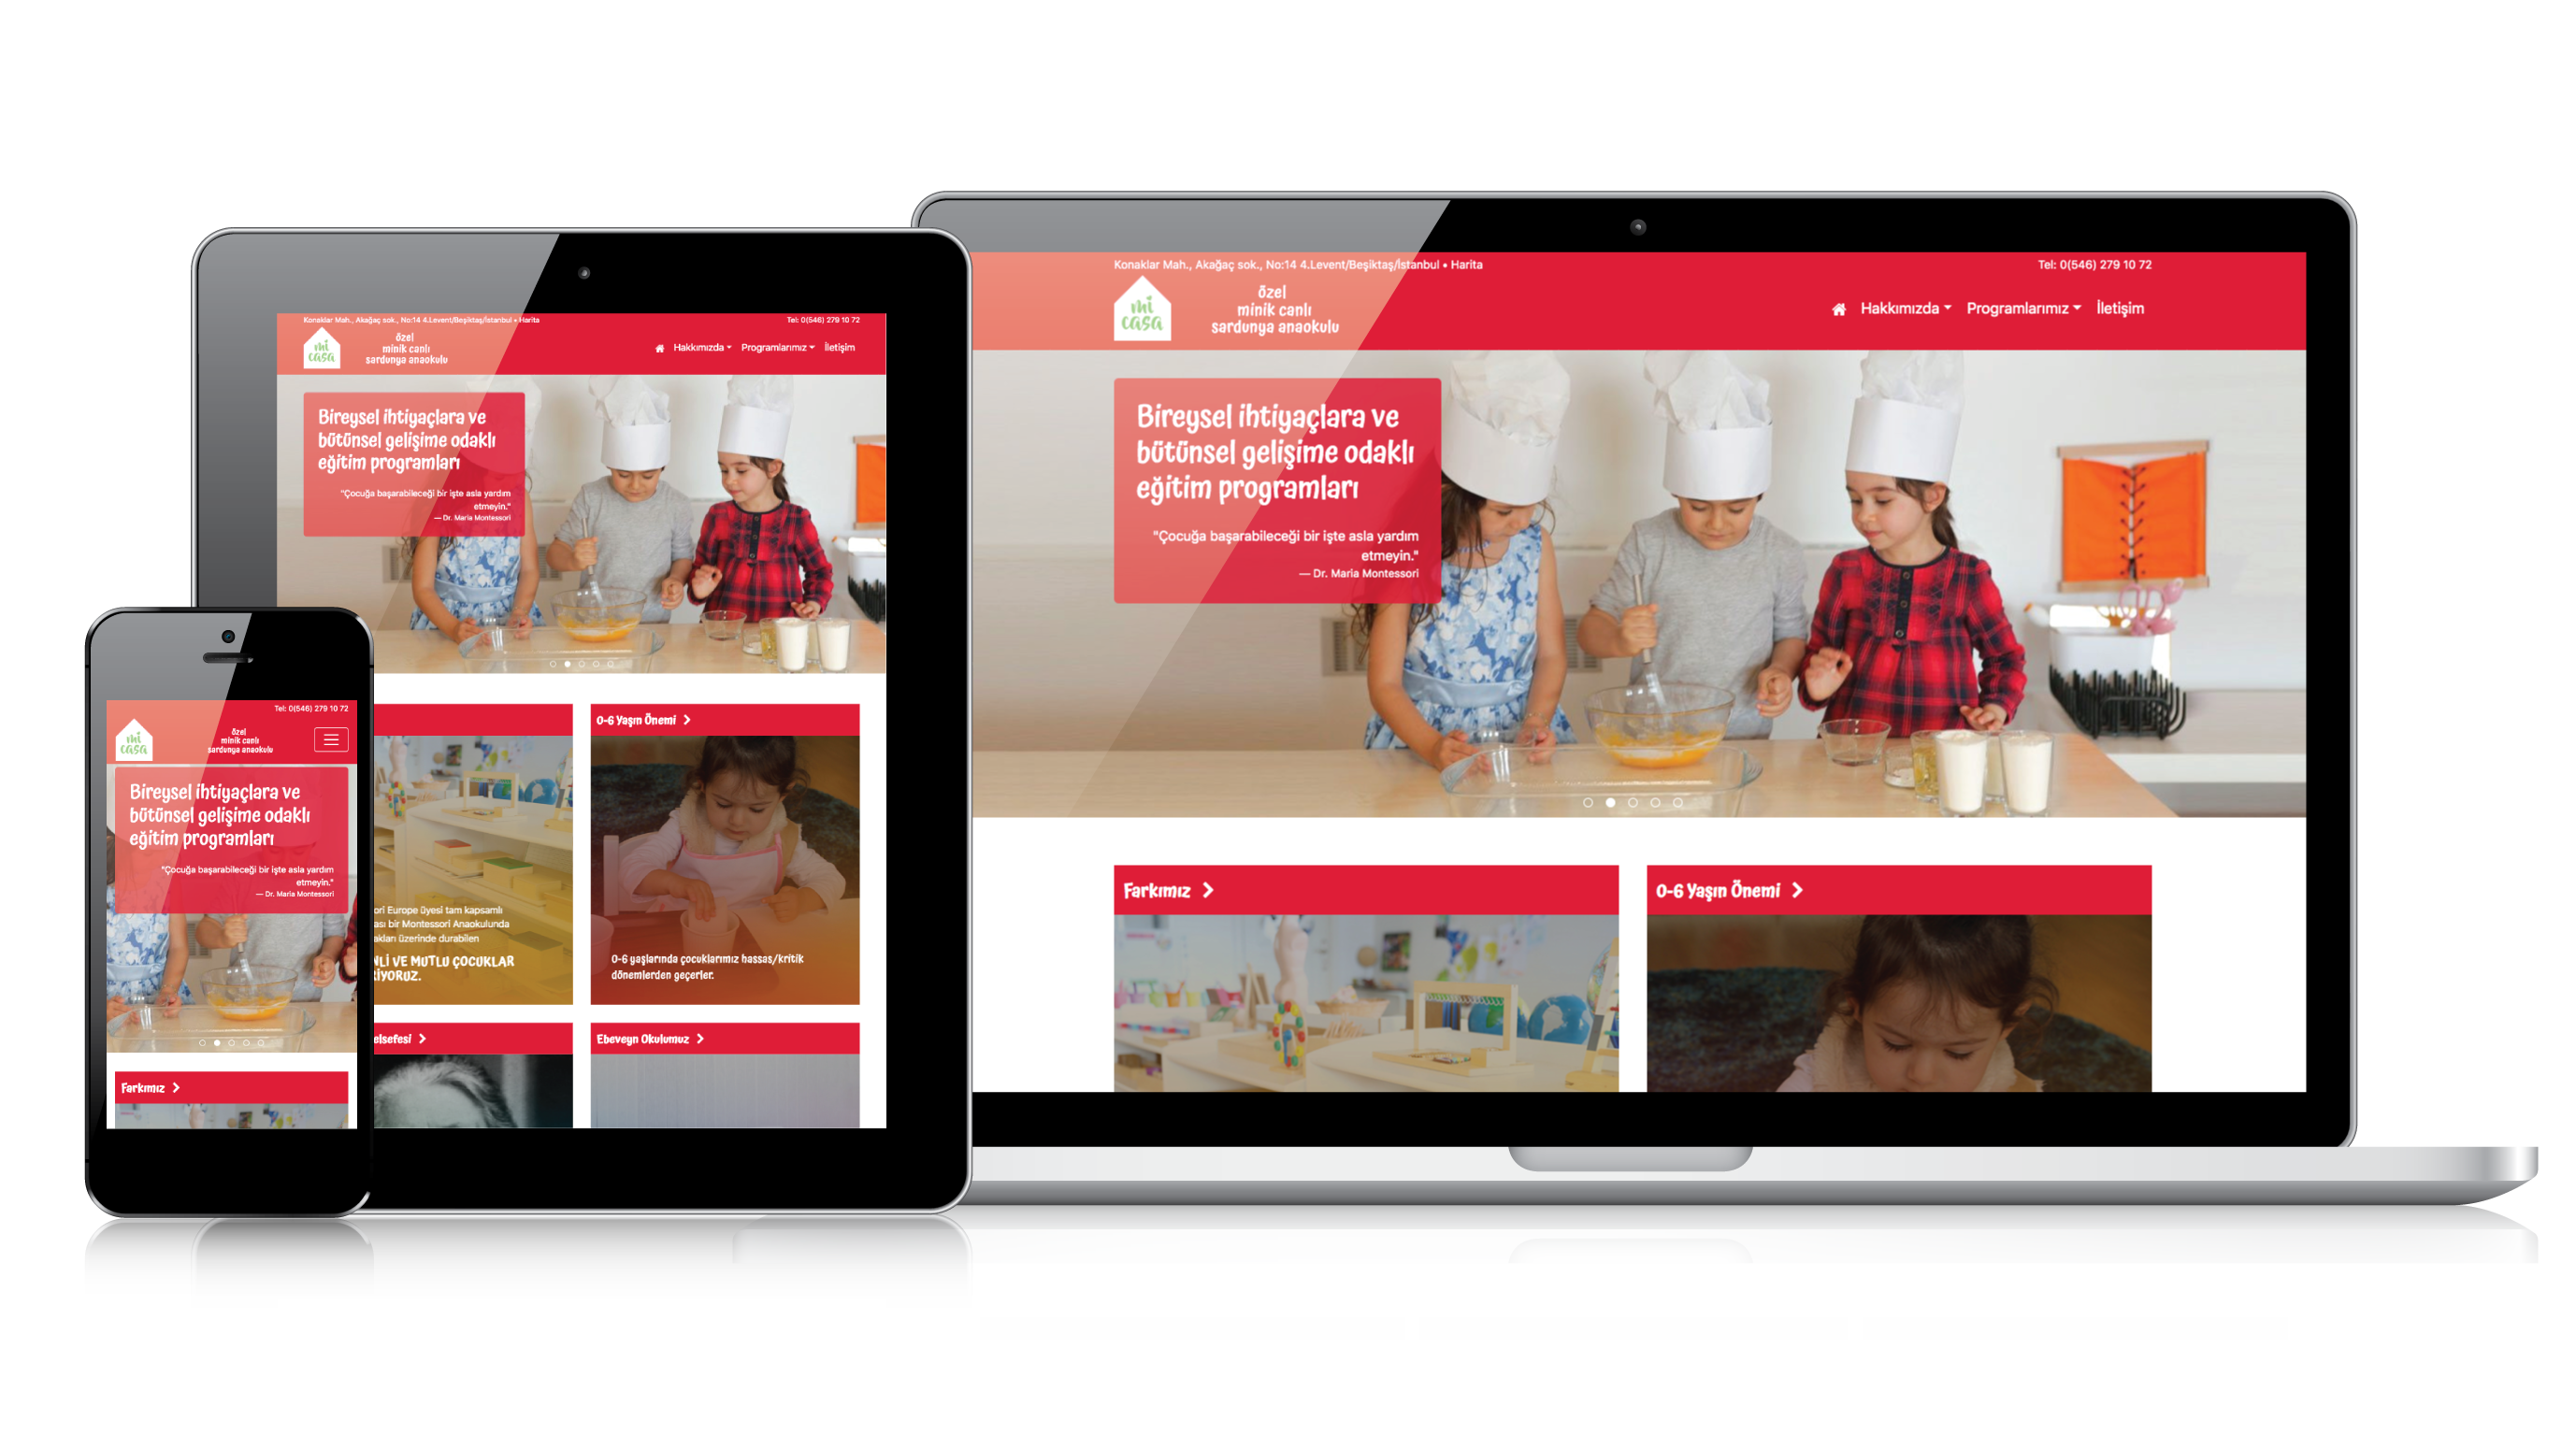 Konaklar Mah., Akağaç sok., No:14 4.Levent/Beşiktaş/İstanbul • Harita
Tel: 0(546) 279 10 72
mi
casa
özel
minik canlı
sardunya anaokulu
Hakkımızda
Programlarımız
İletişim
Bireysel ihtiyaçlara ve
bütünsel gelişime odaklı
eğitim programları
"Çocuğa başarabileceği bir işte asla yardım
etmeyin."
— Dr. Maria Montessori
Farkımız
0-6 Yaşın Önemi
Konaklar Mah., Akağaç sok., No:14 4.Levent/Beşiktaş/İstanbul • Harita
Tel: 0(546) 279 10 72
mi
casa
özel
minik canlı
sardunya anaokulu
Hakkımızda
Programlarımız
İletişim
Bireysel ihtiyaçlara ve
bütünsel gelişime odaklı
eğitim programları
"Çocuğa başarabileceği bir işte asla yardım
etmeyin."
— Dr. Maria Montessori
0-6 Yaşın Önemi
ori Europe üyesi tam kapsamlı
ası bir Montessori Anaokulunda
akları üzerinde durabilen
NLİ VE MUTLU ÇOCUKLAR
İYORUZ.
0-6 yaşlarında çocuklarımız hassas/kritik
dönemlerden geçerler.
elsefesi
Ebeveyn Okulumuz
Tel: 0(546) 279 10 72
mi
casa
özel
minik canlı
sardunya anaokulu
Bireysel ihtiyaçlara ve
bütünsel gelişime odaklı
eğitim programları
"Çocuğa başarabileceği bir işte asla yardım
etmeyin."
— Dr. Maria Montessori
Farkımız